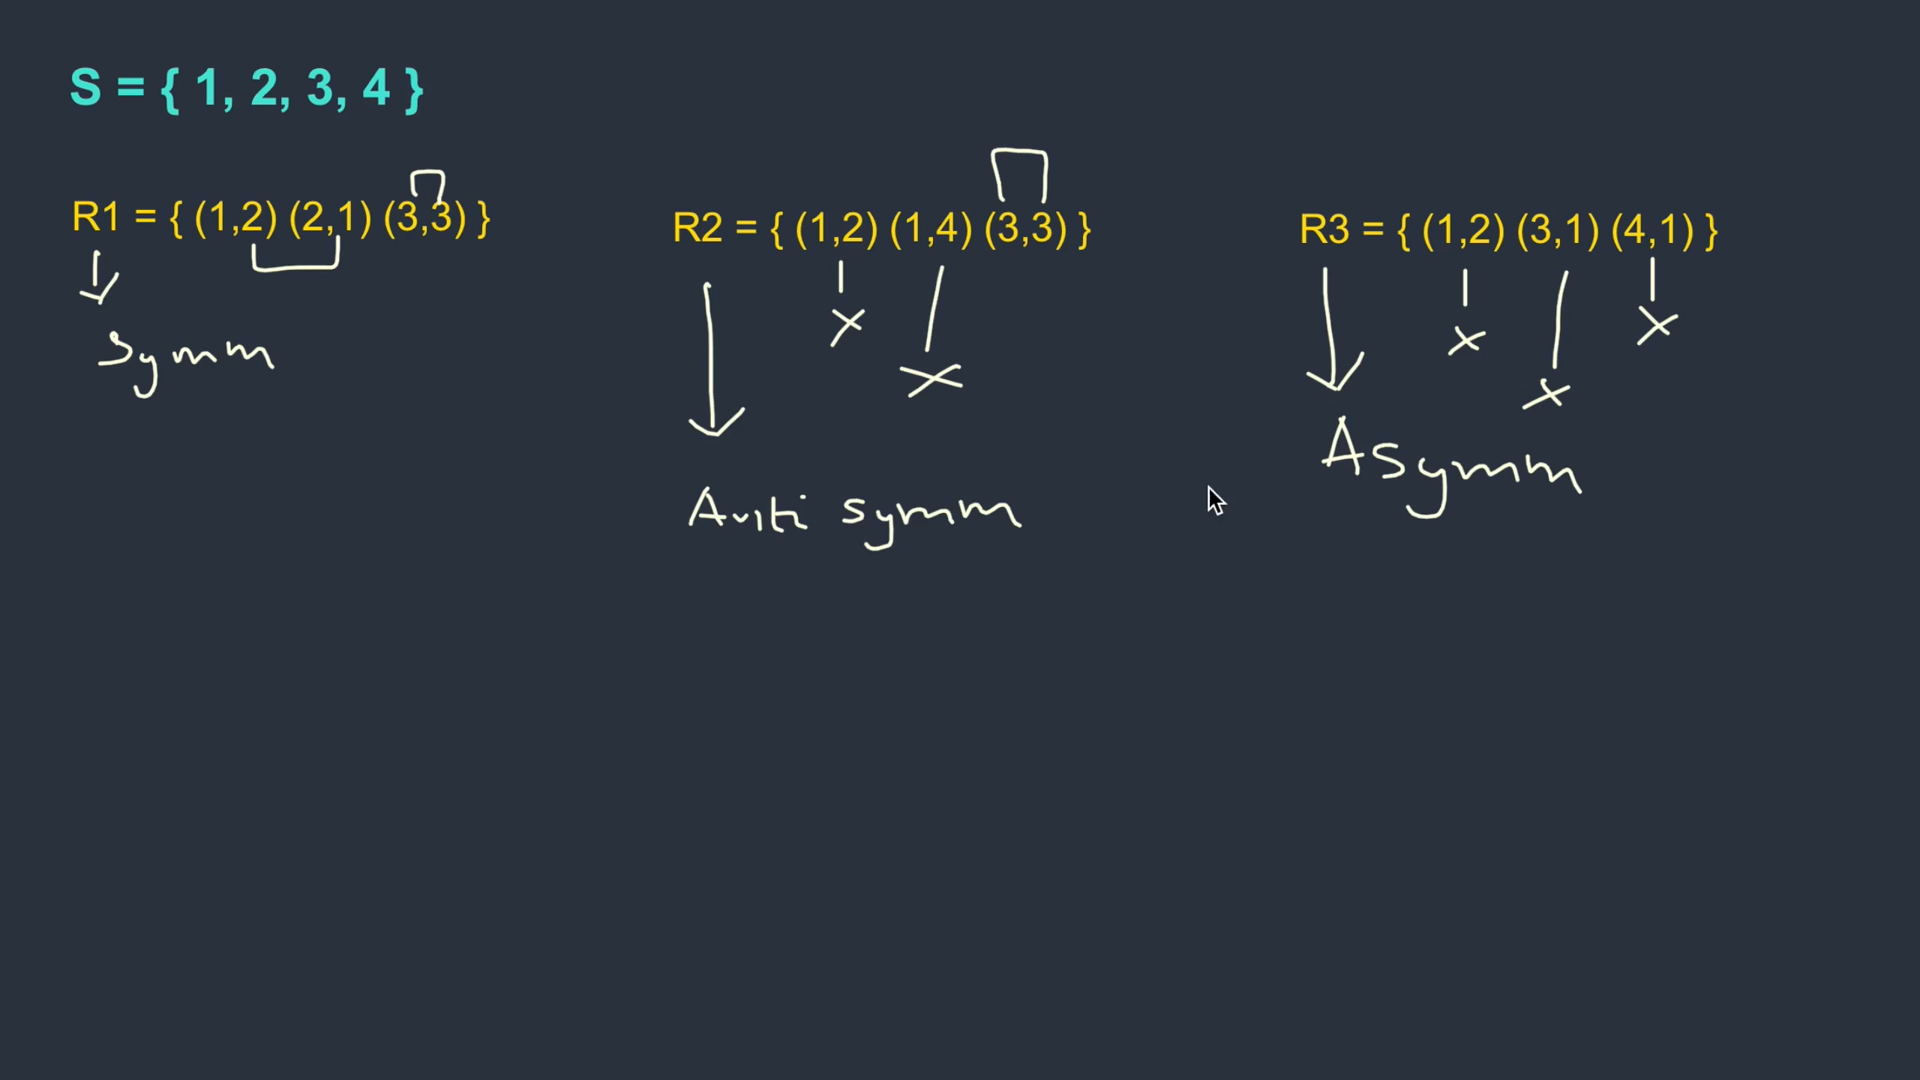 S = { 1, 2, 3, 4 }
R1 = { (1,2) (2,1) (3,3) }
R2 = { (1,2) (1,4) (3,3) }
R3 = { (1,2) (3,1) (4,1) }
Symm
Anti symm
Asymm